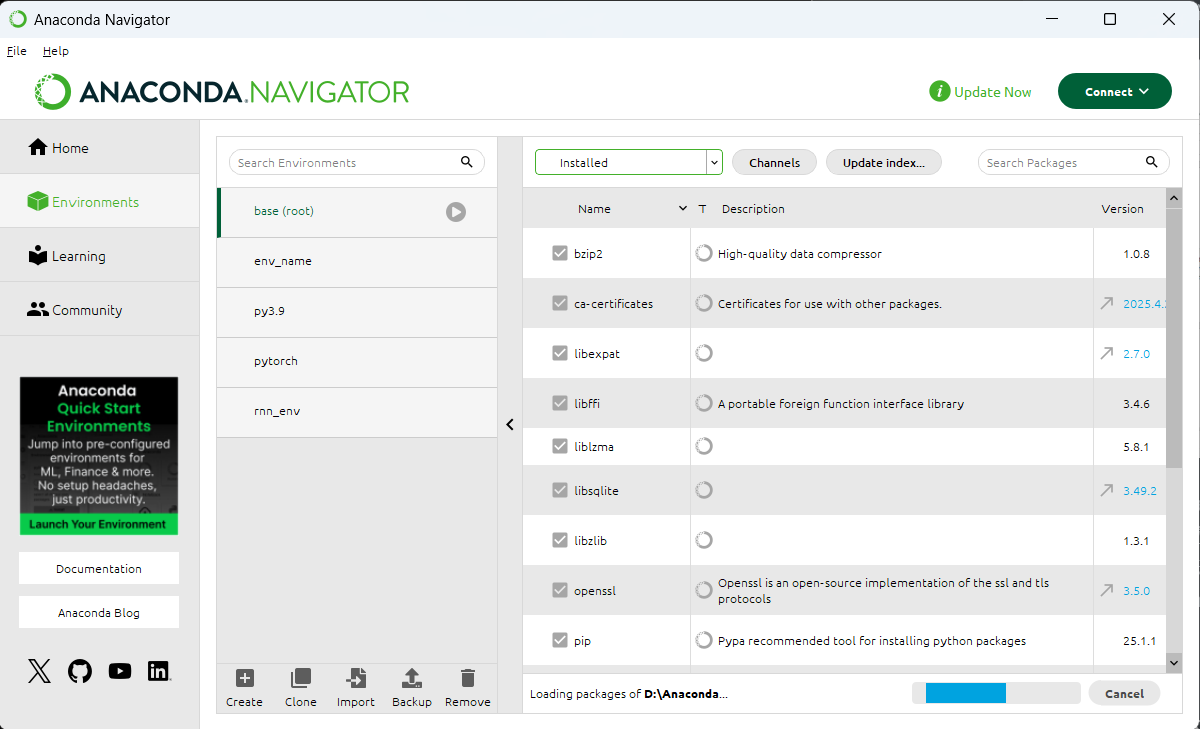 Anaconda Navigator
File Help
ANACONDA.NAVIGATOR
i Update Now
Connect
Home
Environments
Learning
Community
Anaconda
Quick Start
Environments
Jump into pre-configured
environments for
ML, Finance & more.
No setup headaches,
just productivity.
Launch Your Environment
Documentation
Anaconda Blog
Search Environments
base (root)
env_name
py3.9
pytorch
rnn_env
Create Clone Import Backup Remove
Installed Channels Update index... Search Packages
Name T Description Version
bzip2 High-quality data compressor 1.0.8
ca-certificates Certificates for use with other packages. 2025.4.
libexpat 2.7.0
libffi A portable foreign function interface library 3.4.6
liblzma 5.8.1
libsqlite 3.49.2
libzlib 1.3.1
openssl Openssl is an open-source implementation of the ssl and tls
protocols 3.5.0
pip Pypa recommended tool for installing python packages 25.1.1
Loading packages of D:\Anaconda... Cancel